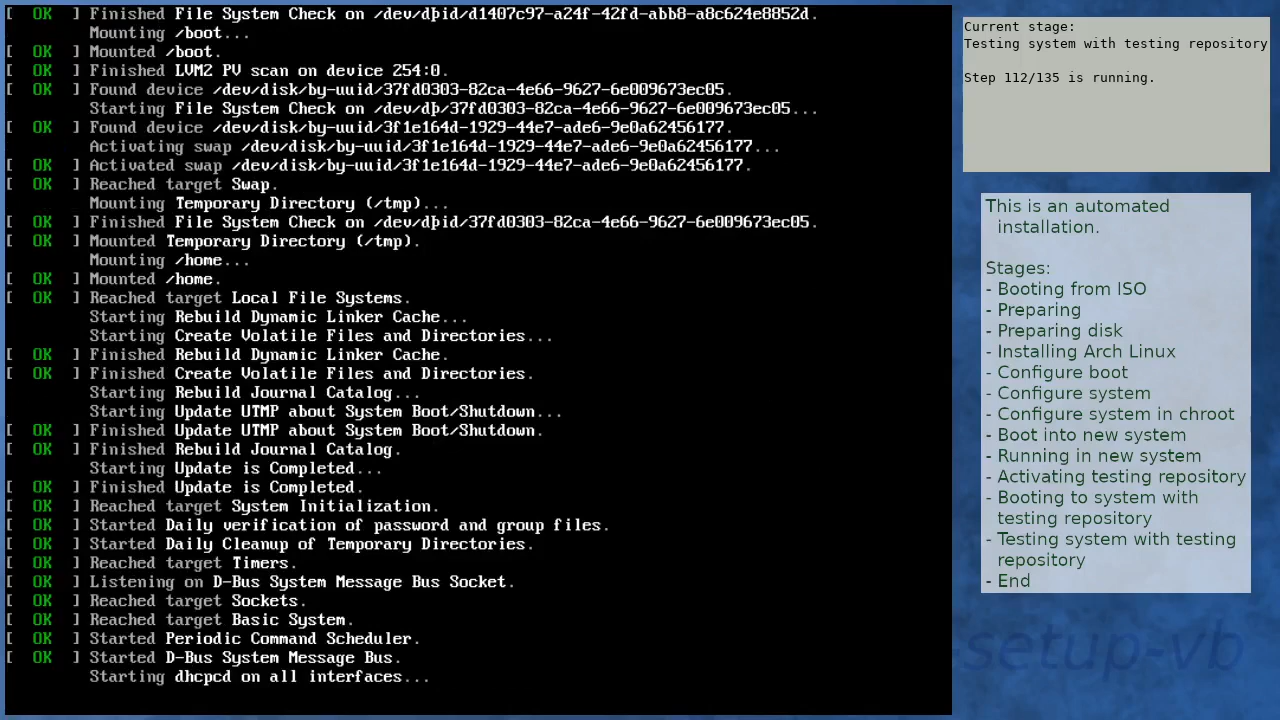 [  OK  ] Finished File System Check on /dev/dþid/d1407c97-a24f-42fd-abb8-a8c624e8852d.
         Mounting /boot...
[  OK  ] Mounted /boot.
[  OK  ] Finished LVM2 PV scan on device 254:0.
[  OK  ] Found device /dev/disk/by-uuid/37fd0303-82ca-4e66-9627-6e009673ec05.
         Starting File System Check on /dev/dþ/37fd0303-82ca-4e66-9627-6e009673ec05...
[  OK  ] Found device /dev/disk/by-uuid/3f1e164d-1929-44e7-ade6-9e0a62456177.
         Activating swap /dev/disk/by-uuid/3f1e164d-1929-44e7-ade6-9e0a62456177...
[  OK  ] Activated swap /dev/disk/by-uuid/3f1e164d-1929-44e7-ade6-9e0a62456177.
[  OK  ] Reached target Swap.
         Mounting Temporary Directory (/tmp)...
[  OK  ] Finished File System Check on /dev/dþid/37fd0303-82ca-4e66-9627-6e009673ec05.
[  OK  ] Mounted Temporary Directory (/tmp).
         Mounting /home...
[  OK  ] Mounted /home.
[  OK  ] Reached target Local File Systems.
         Starting Rebuild Dynamic Linker Cache...
         Starting Create Volatile Files and Directories...
[  OK  ] Finished Rebuild Dynamic Linker Cache.
[  OK  ] Finished Create Volatile Files and Directories.
         Starting Rebuild Journal Catalog...
         Starting Update UTMP about System Boot/Shutdown...
[  OK  ] Finished Update UTMP about System Boot/Shutdown.
[  OK  ] Finished Rebuild Journal Catalog.
         Starting Update is Completed...
[  OK  ] Finished Update is Completed.
[  OK  ] Reached target System Initialization.
[  OK  ] Started Daily verification of password and group files.
[  OK  ] Started Daily Cleanup of Temporary Directories.
[  OK  ] Reached target Timers.
[  OK  ] Listening on D-Bus System Message Bus Socket.
[  OK  ] Reached target Sockets.
[  OK  ] Reached target Basic System.
[  OK  ] Started Periodic Command Scheduler.
[  OK  ] Started D-Bus System Message Bus.
         Starting dhcpcd on all interfaces...
Current stage:
Testing system with testing repository
Step 112/135 is running.
This is an automated
installation.
Stages:
- Booting from ISO
- Preparing
- Preparing disk
- Installing Arch Linux
- Configure boot
- Configure system
- Configure system in chroot
- Boot into new system
- Running in new system
- Activating testing repository
- Booting to system with
testing repository
- Testing system with testing
repository
- End
-setup-vb